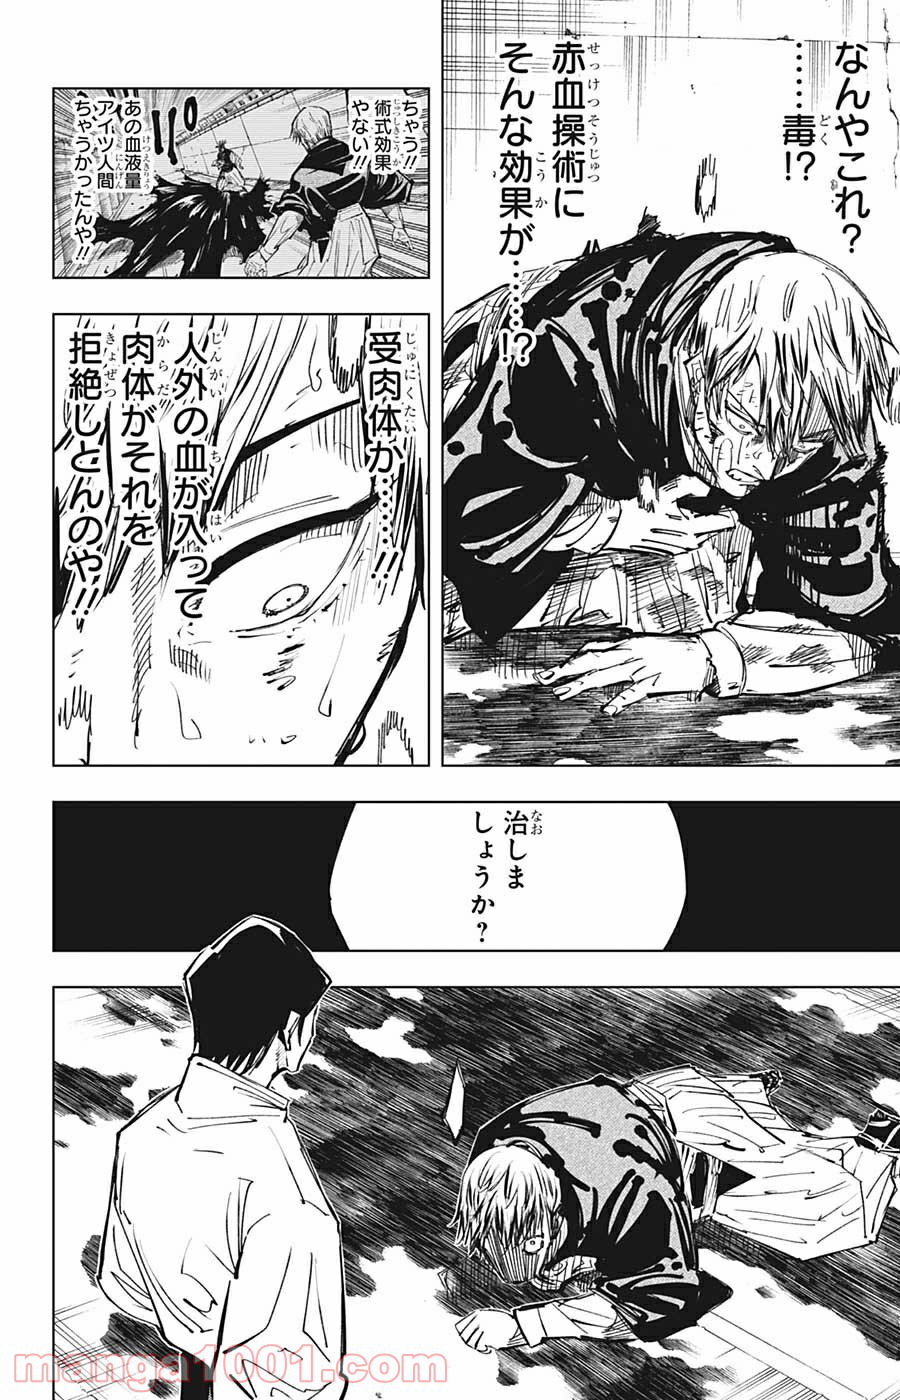 なんやこれ?
……毒!?
赤血操術に
そんな効果が……!?
ちゃう!!
術式効果
やない!!
あの血液量
アイツ人間
ちゃうかったんや!!
受肉体か……!!
人外の血が入って
肉体がそれを
拒絶しとんのや!!
治しま
しょうか?
manga1001.com